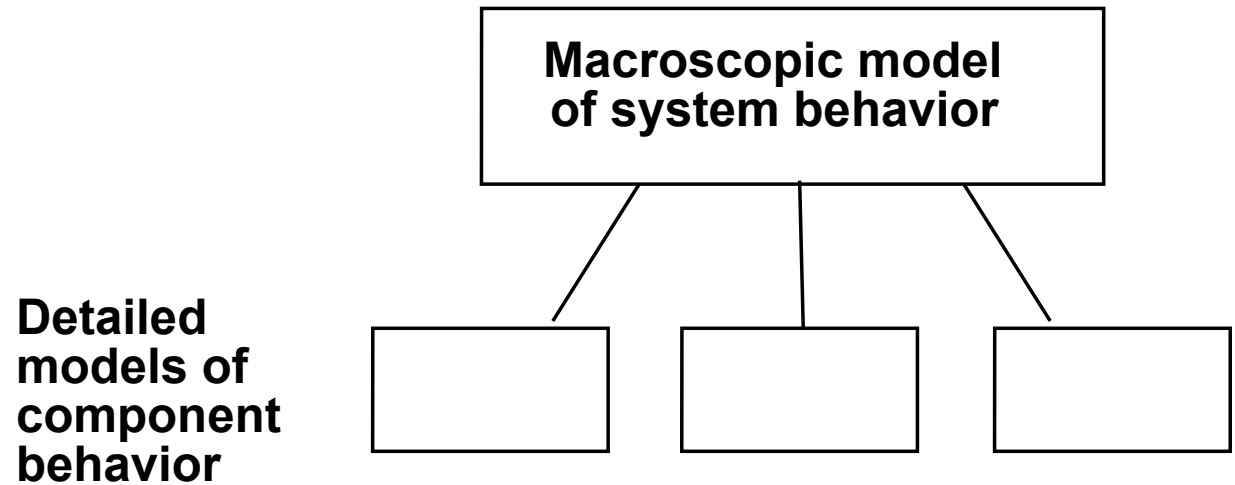 Macroscopic model
of system behavior
Detailed
models of
component
behavior